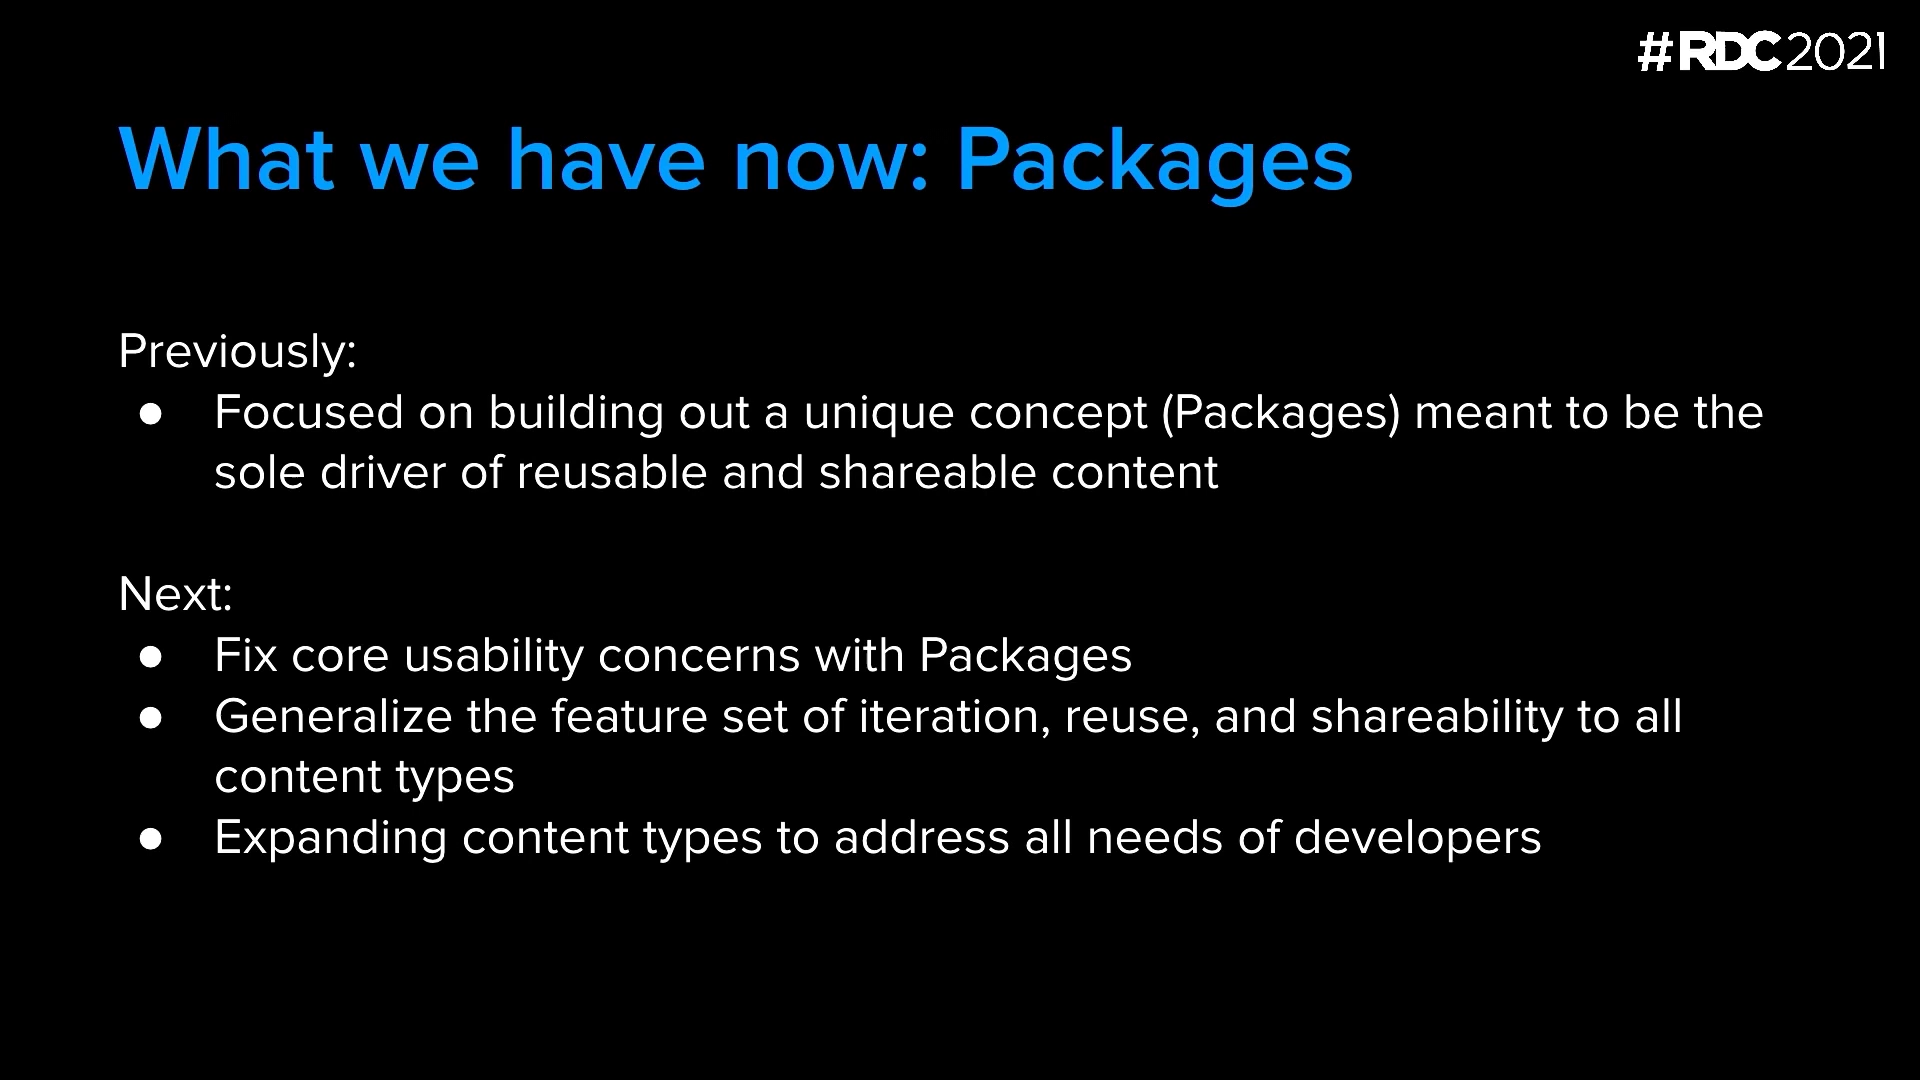 #RDC2021
What we have now: Packages
Previously:
● Focused on building out a unique concept (Packages) meant to be the
sole driver of reusable and shareable content
Next:
● Fix core usability concerns with Packages
● Generalize the feature set of iteration, reuse, and shareability to all
content types
● Expanding content types to address all needs of developers